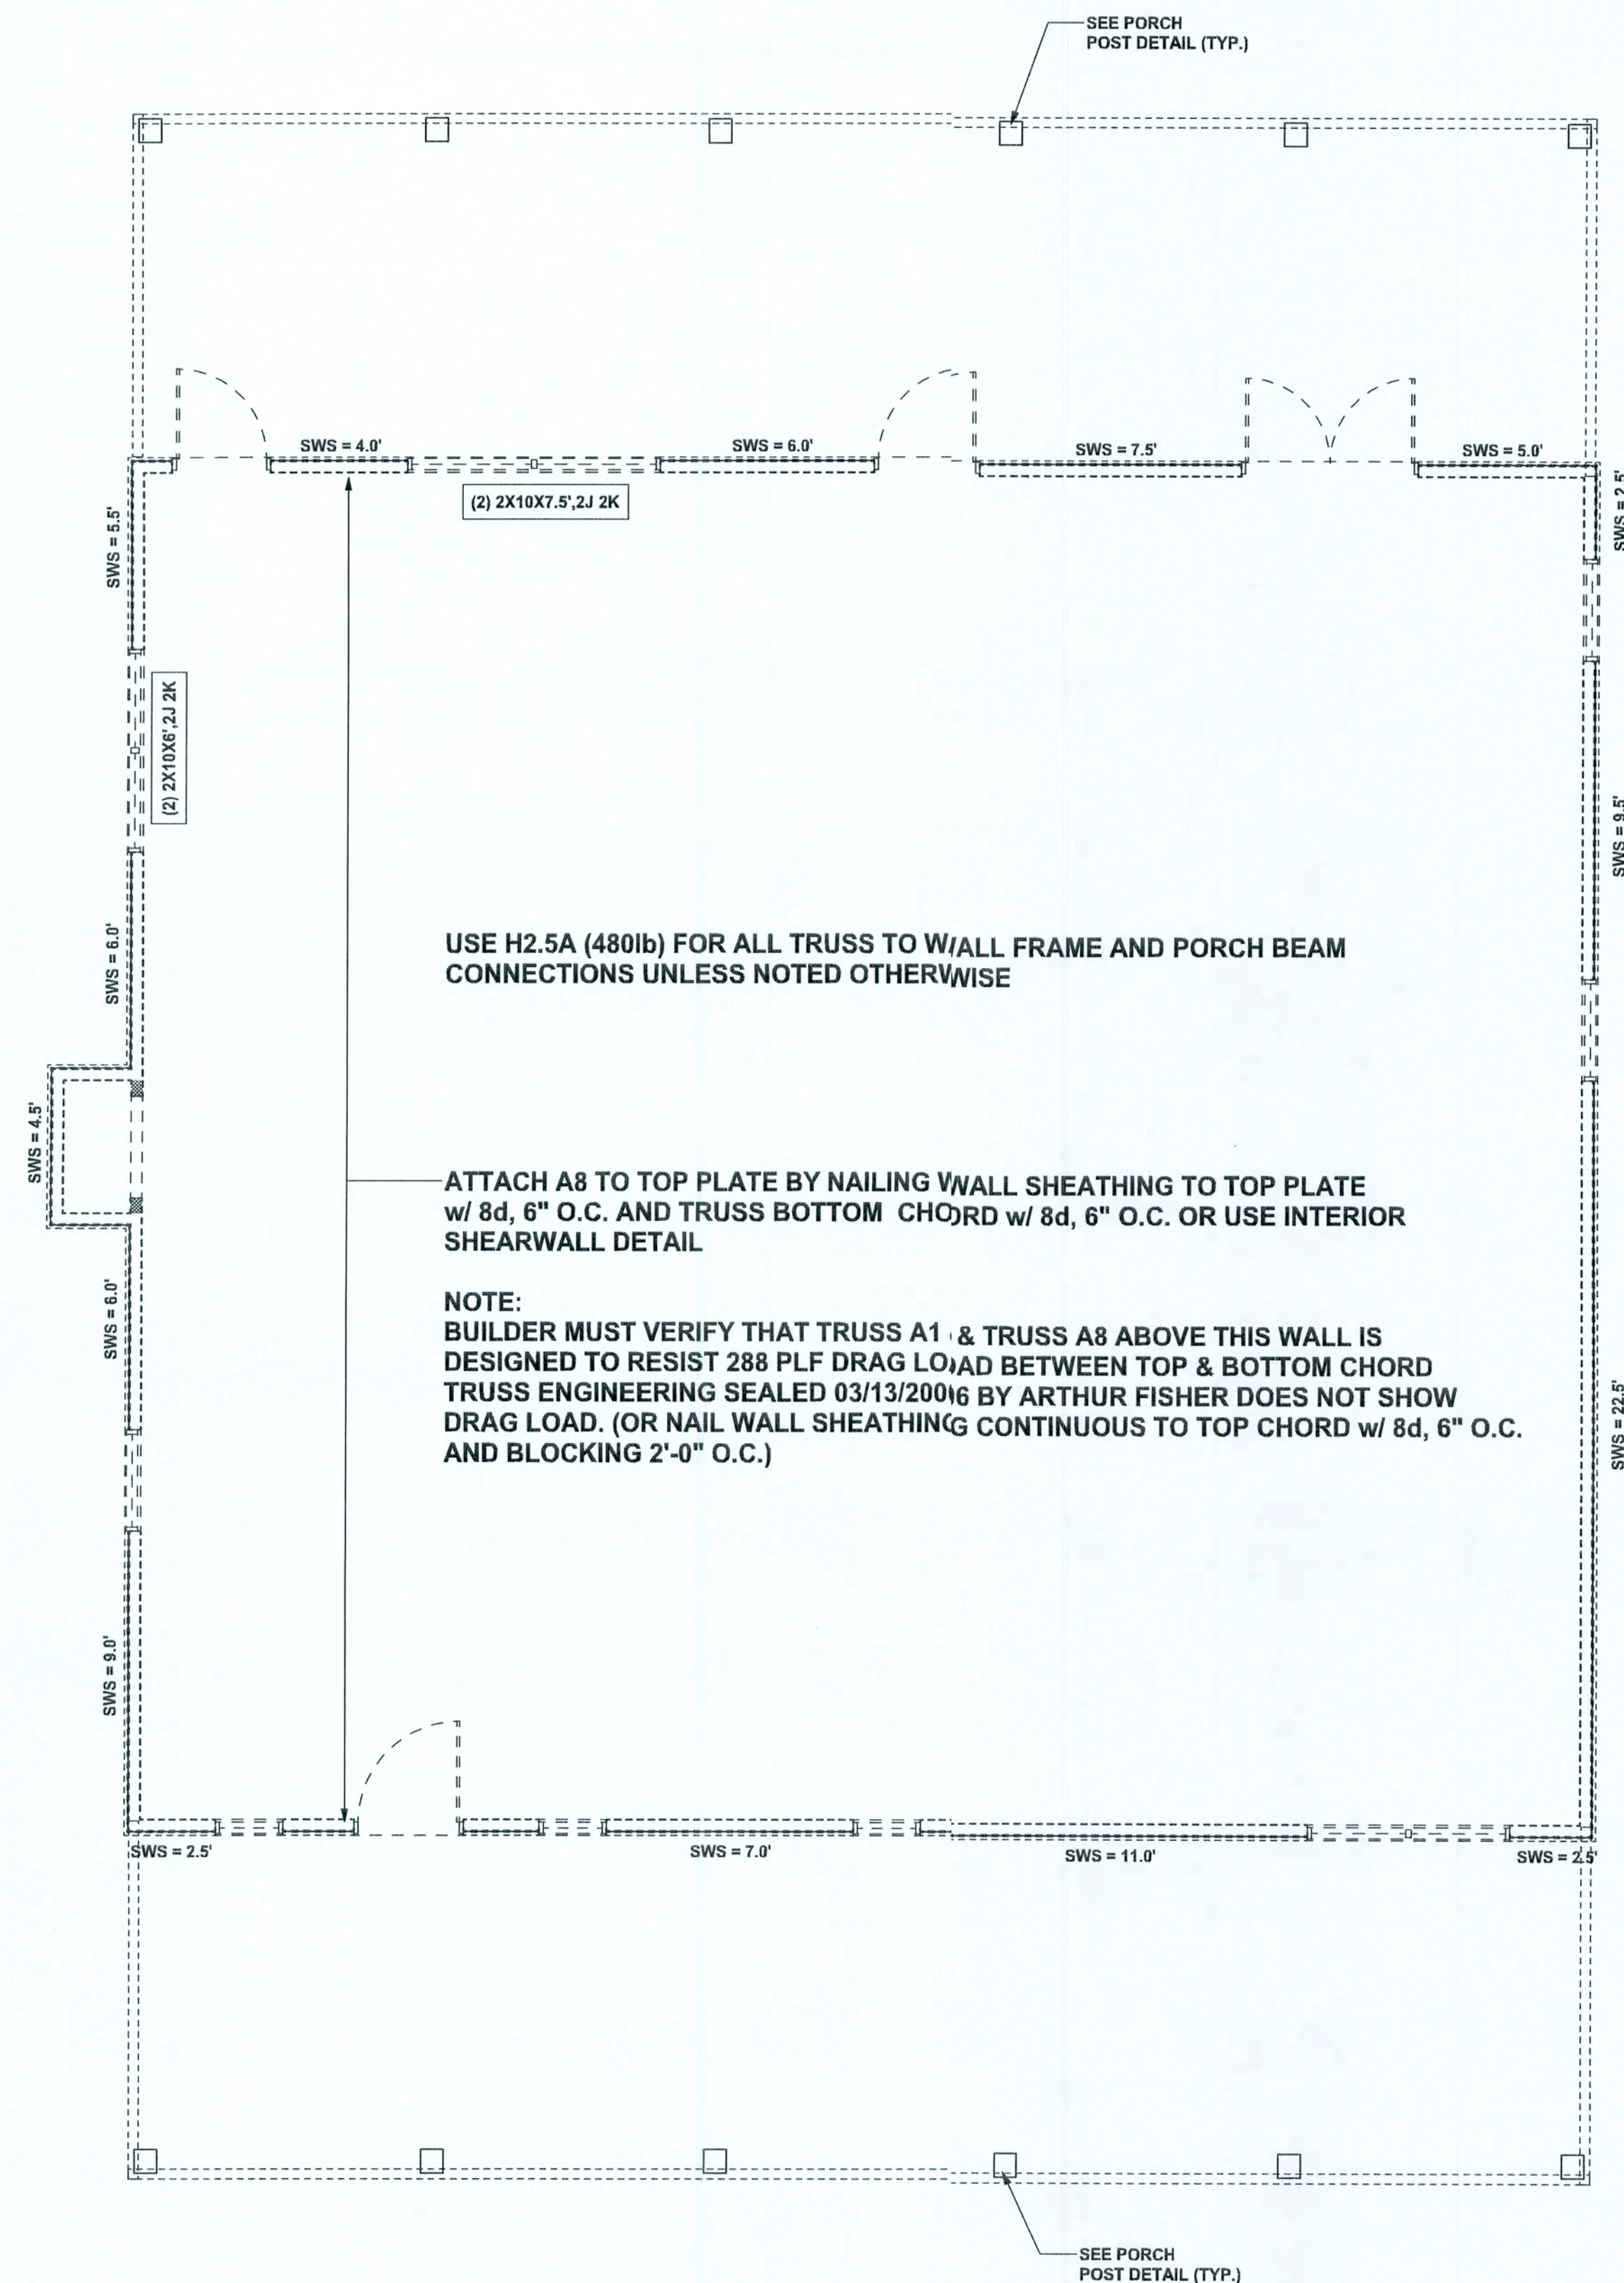 SEE PORCH
POST DETAIL (TYP.)
SWS = 4.0'
SWS = 6.0'
SWS = 7.5'
SWS = 5.0'
(2) 2X10X7.5',2J 2K
SWS = 5.5'
SWS = 2.5'
(2) 2X10X6',2J 2K
SWS = 9.5'
SWS = 6.0'
USE H2.5A (480lb) FOR ALL TRUSS TO WALL FRAME AND PORCH BEAM
CONNECTIONS UNLESS NOTED OTHERWISE
SWS = 4.5'
ATTACH A8 TO TOP PLATE BY NAILING WALL SHEATHING TO TOP PLATE
w/ 8d, 6" O.C. AND TRUSS BOTTOM CHORD w/ 8d, 6" O.C. OR USE INTERIOR
SHEARWALL DETAIL
SWS = 6.0'
NOTE:
BUILDER MUST VERIFY THAT TRUSS A1 & TRUSS A8 ABOVE THIS WALL IS
DESIGNED TO RESIST 288 PLF DRAG LOAD BETWEEN TOP & BOTTOM CHORD
TRUSS ENGINEERING SEALED 03/13/2006 BY ARTHUR FISHER DOES NOT SHOW
DRAG LOAD. (OR NAIL WALL SHEATHING CONTINUOUS TO TOP CHORD w/ 8d, 6" O.C.
AND BLOCKING 2'-0" O.C.)
SWS = 22.5'
SWS = 9.0'
SWS = 2.5'
SWS = 7.0'
SWS = 11.0'
SWS = 2.5'
SEE PORCH
POST DETAIL (TYP.)